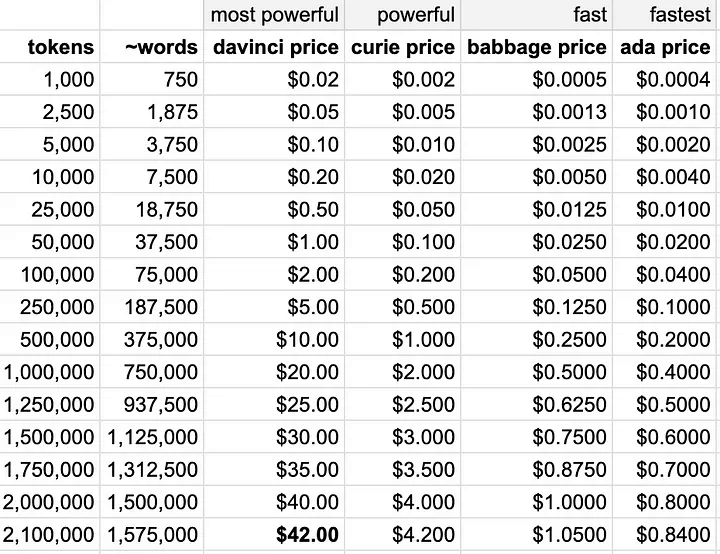 most powerful powerful fast fastest
tokens ~words davinci price curie price babbage price ada price
1,000 750 $0.02 $0.002 $0.0005 $0.0004
2,500 1,875 $0.05 $0.005 $0.0013 $0.0010
5,000 3,750 $0.10 $0.010 $0.0025 $0.0020
10,000 7,500 $0.20 $0.020 $0.0050 $0.0040
25,000 18,750 $0.50 $0.050 $0.0125 $0.0100
50,000 37,500 $1.00 $0.100 $0.0250 $0.0200
100,000 75,000 $2.00 $0.200 $0.0500 $0.0400
250,000 187,500 $5.00 $0.500 $0.1250 $0.1000
500,000 375,000 $10.00 $1.000 $0.2500 $0.2000
1,000,000 750,000 $20.00 $2.000 $0.5000 $0.4000
1,250,000 937,500 $25.00 $2.500 $0.6250 $0.5000
1,500,000 1,125,000 $30.00 $3.000 $0.7500 $0.6000
1,750,000 1,312,500 $35.00 $3.500 $0.8750 $0.7000
2,000,000 1,500,000 $40.00 $4.000 $1.0000 $0.8000
2,100,000 1,575,000 $42.00 $4.200 $1.0500 $0.8400